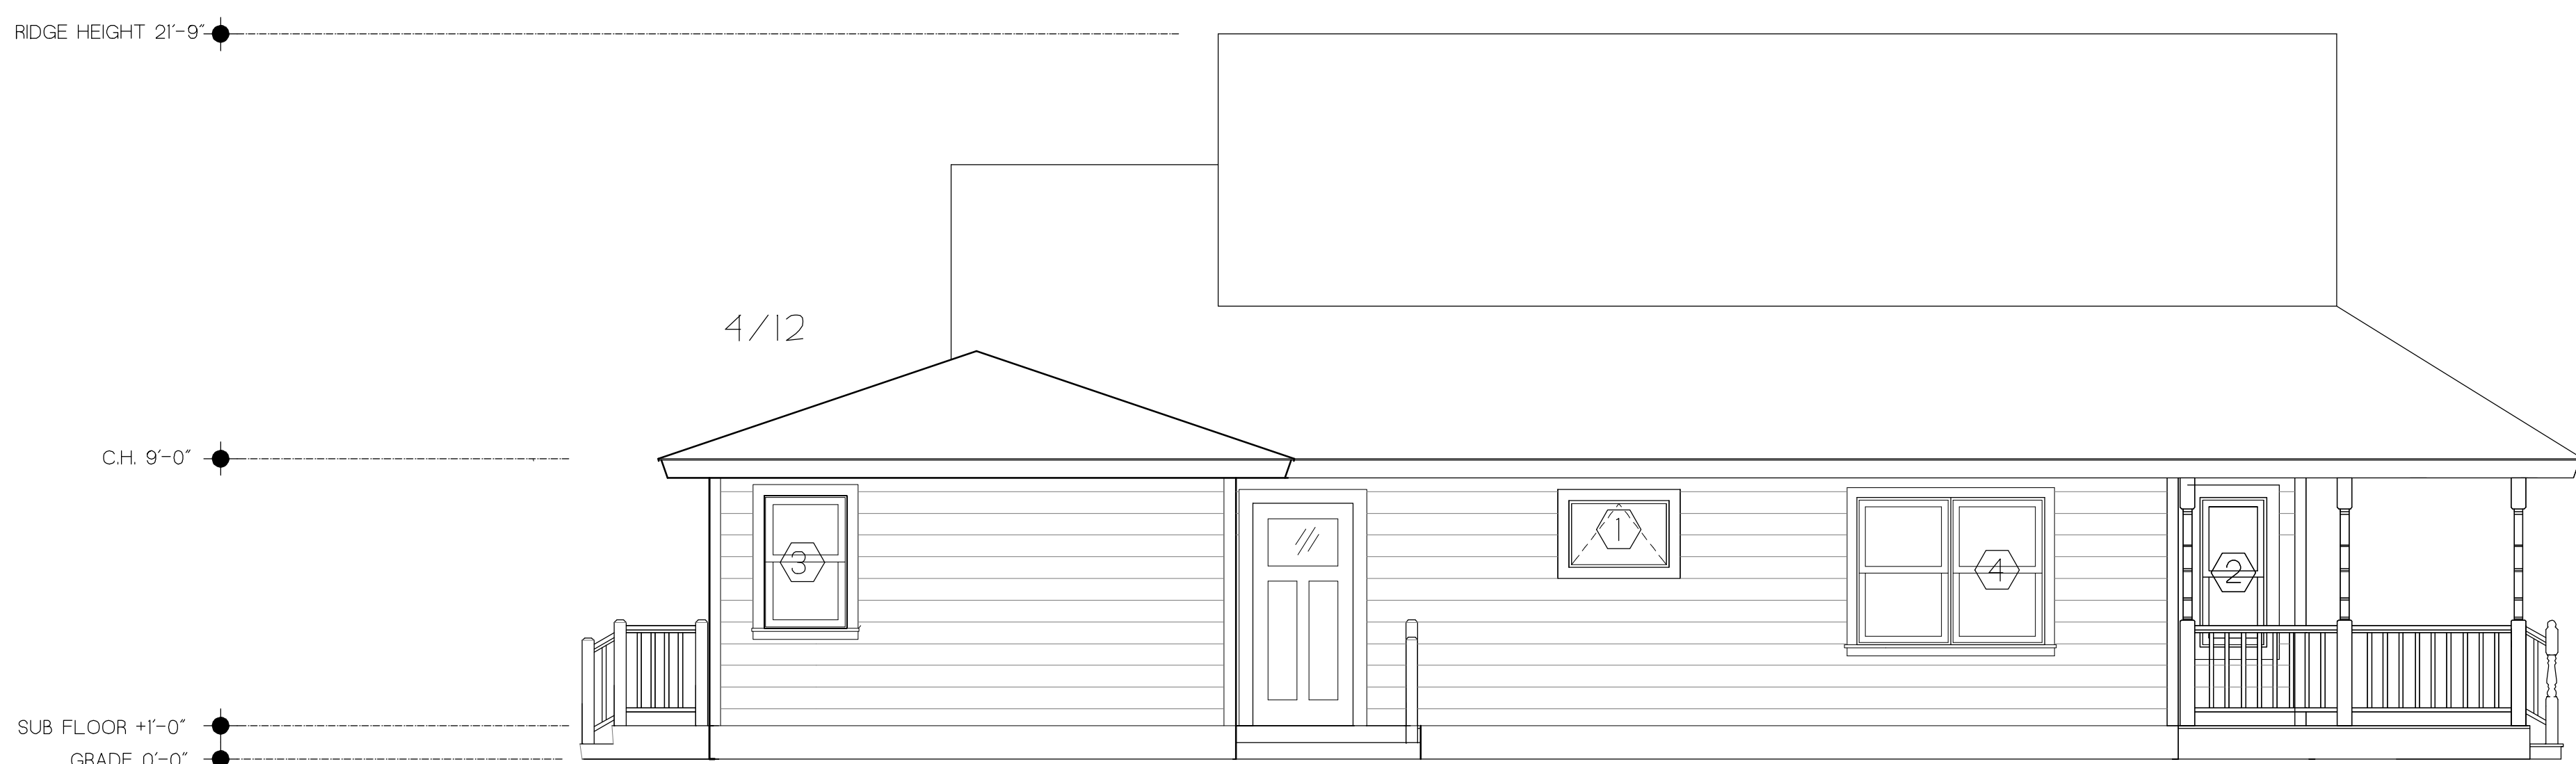 RIDGE HEIGHT 21'-9"
4/12
C.H. 9'-0"
1
3
4
2
SUB FLOOR +1'-0"
GRADE 0'-0"